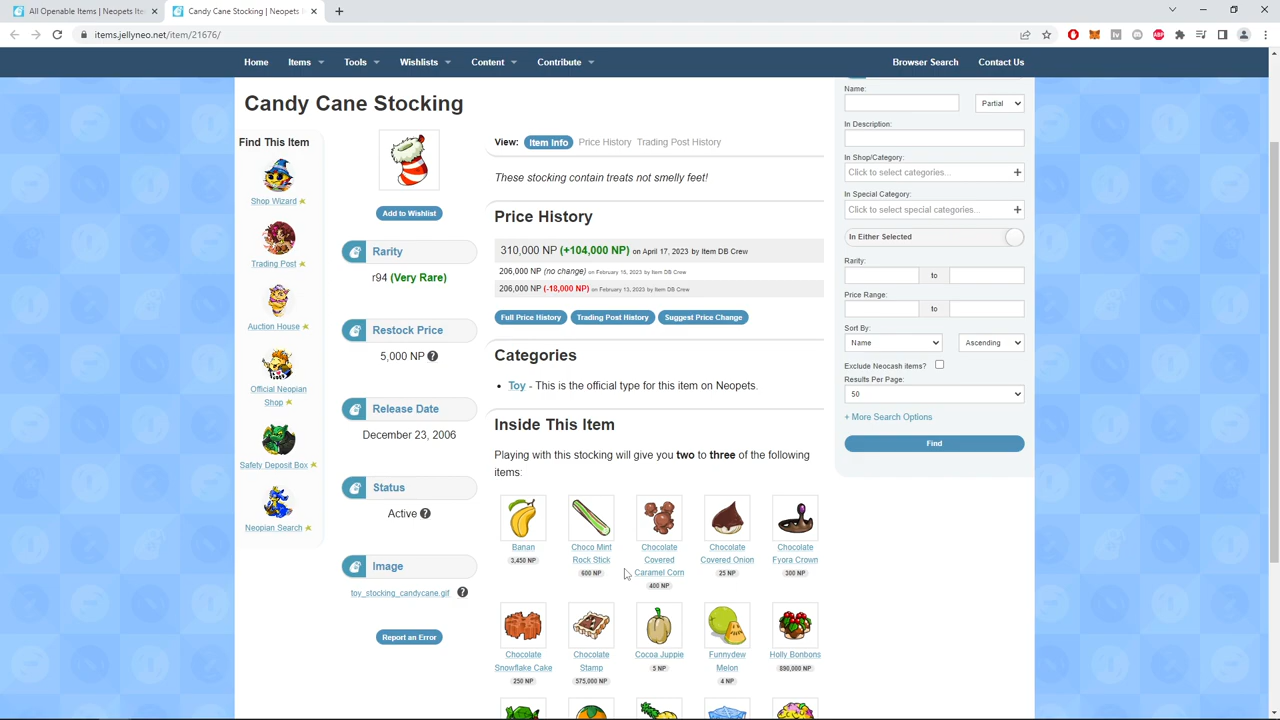 All Openable Items | Neopets Ite
Candy Cane Stocking | Neopets I
items.jellyneo.net/item/21676/
Home Items Tools Wishlists Content Contribute Browser Search Contact Us
Candy Cane Stocking
Find This Item
Shop Wizard
Trading Post
Auction House
Official Neopian
Shop
Safety Deposit Box
Neopian Search
Add to Wishlist
Rarity
r94 (Very Rare)
Restock Price
5,000 NP ?
Release Date
December 23, 2006
Status
Active ?
Image
toy_stocking_candycane.gif ?
Report an Error
View: Item Info Price History Trading Post History
These stocking contain treats not smelly feet!
Price History
310,000 NP (+104,000 NP) on April 17, 2023 by Item DB Crew
206,000 NP (no change) on February 15, 2023 by Item DB Crew
206,000 NP (-18,000 NP) on February 13, 2023 by Item DB Crew
Full Price History Trading Post History Suggest Price Change
Categories
• Toy - This is the official type for this item on Neopets.
Inside This Item
Playing with this stocking will give you two to three of the following
items:
Banan
3,450 NP
Choco Mint
Rock Stick
600 NP
Chocolate
Covered
Caramel Corn
400 NP
Chocolate
Covered Onion
25 NP
Chocolate
Fyora Crown
300 NP
Chocolate
Snowflake Cake
250 NP
Chocolate
Stamp
575,000 NP
Cocoa Juppie
5 NP
Funnydew
Melon
4 NP
Holly Bonbons
890,000 NP
Name:
Partial
In Description:
In Shop/Category:
Click to select categories... +
In Special Category:
Click to select special categories... +
In Either Selected
Rarity:
to
Price Range:
to
Sort By:
Name Ascending
Exclude Neocash items?
Results Per Page:
50
+ More Search Options
Find